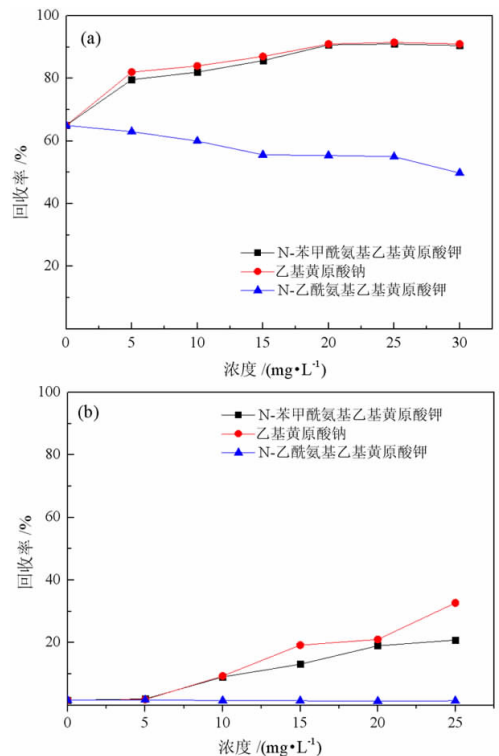 (a)
100
80
60
40
20
回收率 /%
N-苯甲酰氨基乙基黄原酸钾
乙基黄原酸钠
N-乙酰氨基乙基黄原酸钾
0 5 10 15 20 25 30
浓度 /(mg•L⁻¹)
(b)
100
80
60
40
20
回收率 /%
N-苯甲酰氨基乙基黄原酸钾
乙基黄原酸钠
N-乙酰氨基乙基黄原酸钾
0 5 10 15 20 25
浓度 /(mg•L⁻¹)